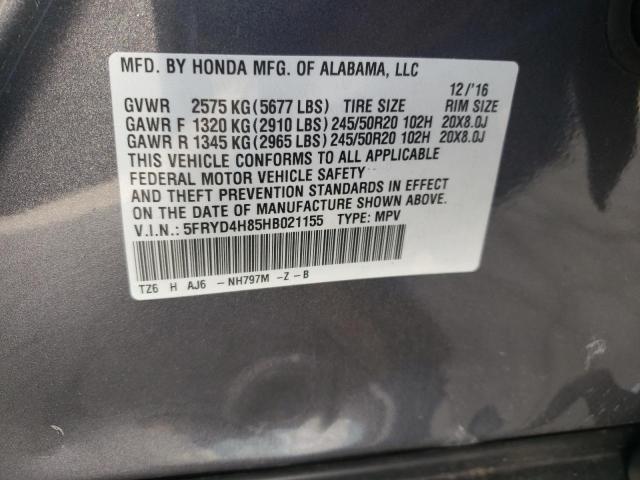 MFD. BY HONDA MFG. OF ALABAMA, LLC
12/'16
GVWR 2575 KG (5677 LBS) TIRE SIZE RIM SIZE
GAWR F 1320 KG (2910 LBS) 245/50R20 102H 20X8.0J
GAWR R 1345 KG (2965 LBS) 245/50R20 102H 20X8.0J
THIS VEHICLE CONFORMS TO ALL APPLICABLE
FEDERAL MOTOR VEHICLE SAFETY
AND THEFT PREVENTION STANDARDS IN EFFECT
ON THE DATE OF MANUFACTURE SHOWN ABOVE.
V.I.N.: 5FRYD4H85HB021155 TYPE: MPV
TZ6 H AJ6 -NH797M -Z-B